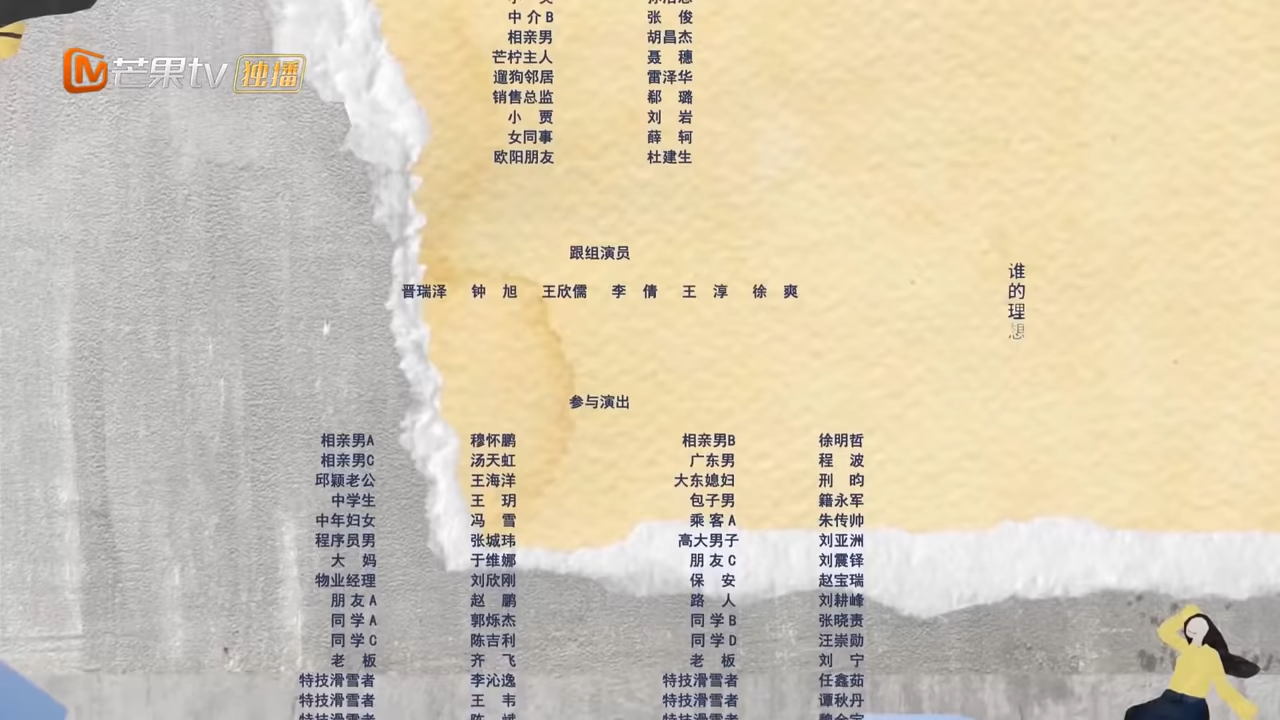 芒果tv 独播
中介B 张 俊
相亲男 胡昌杰
芒柠主人 聂 穗
遛狗邻居 雷泽华
销售总监 郗 璐
小 贾 刘 岩
女同事 薛 轲
欧阳朋友 杜建生
跟组演员
晋瑞泽 钟 旭 王欣儒 李 倩 王 淳 徐 爽
谁的理想
参与演出
相亲男A 穆怀鹏 相亲男B 徐明哲
相亲男C 汤天虹 广东男 程 波
邱颖老公 王海洋 大东媳妇 刑 昀
中学生 王 玥 包子男 籍永军
中年妇女 冯 雪 乘客A 朱传帅
程序员男 张城玮 高大男子 刘亚洲
大 妈 于维娜 朋友C 刘震铎
物业经理 刘欣刚 保 安 赵宝瑞
朋友A 赵 鹏 路 人 刘耕峰
同学A 郭烁杰 同学B 张晓赉
同学C 陈吉利 同学D 汪崇勋
老 板 齐 飞 老 板 刘 宁
特技滑雪者 李沁逸 特技滑雪者 任鑫茹
特技滑雪者 王 韦 特技滑雪者 谭秋丹